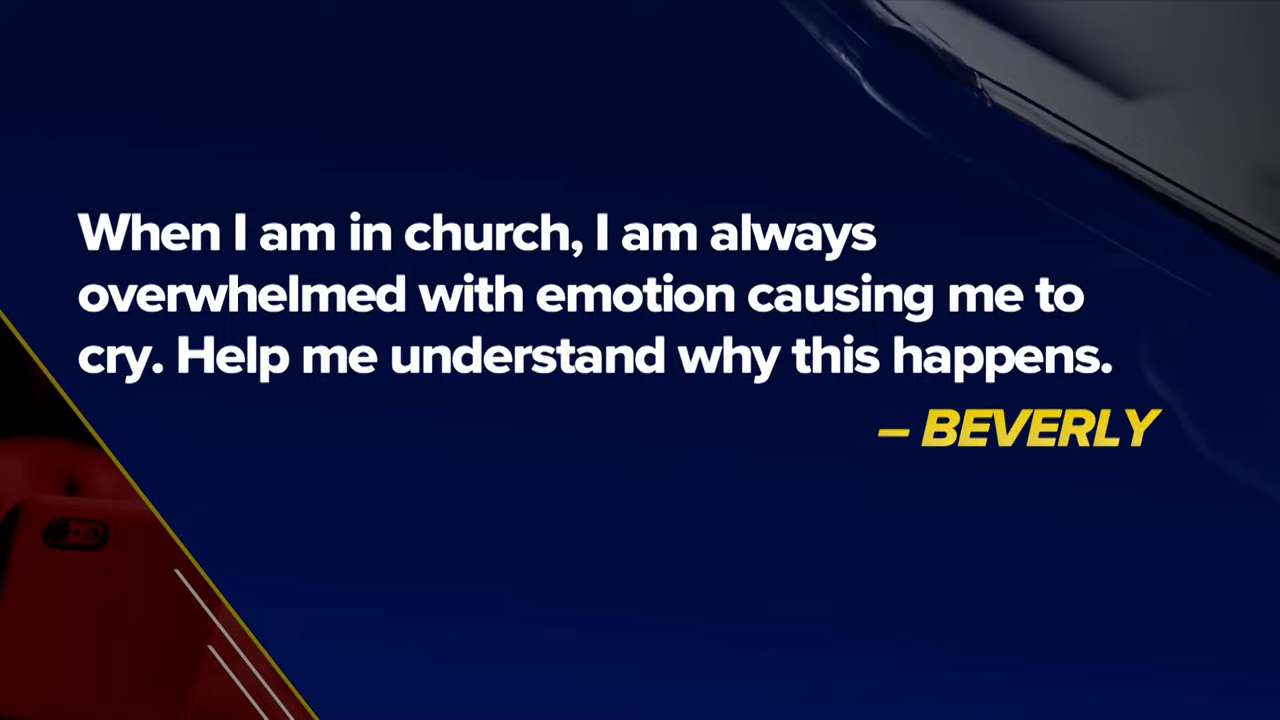 When I am in church, I am always
overwhelmed with emotion causing me to
cry. Help me understand why this happens.
– BEVERLY